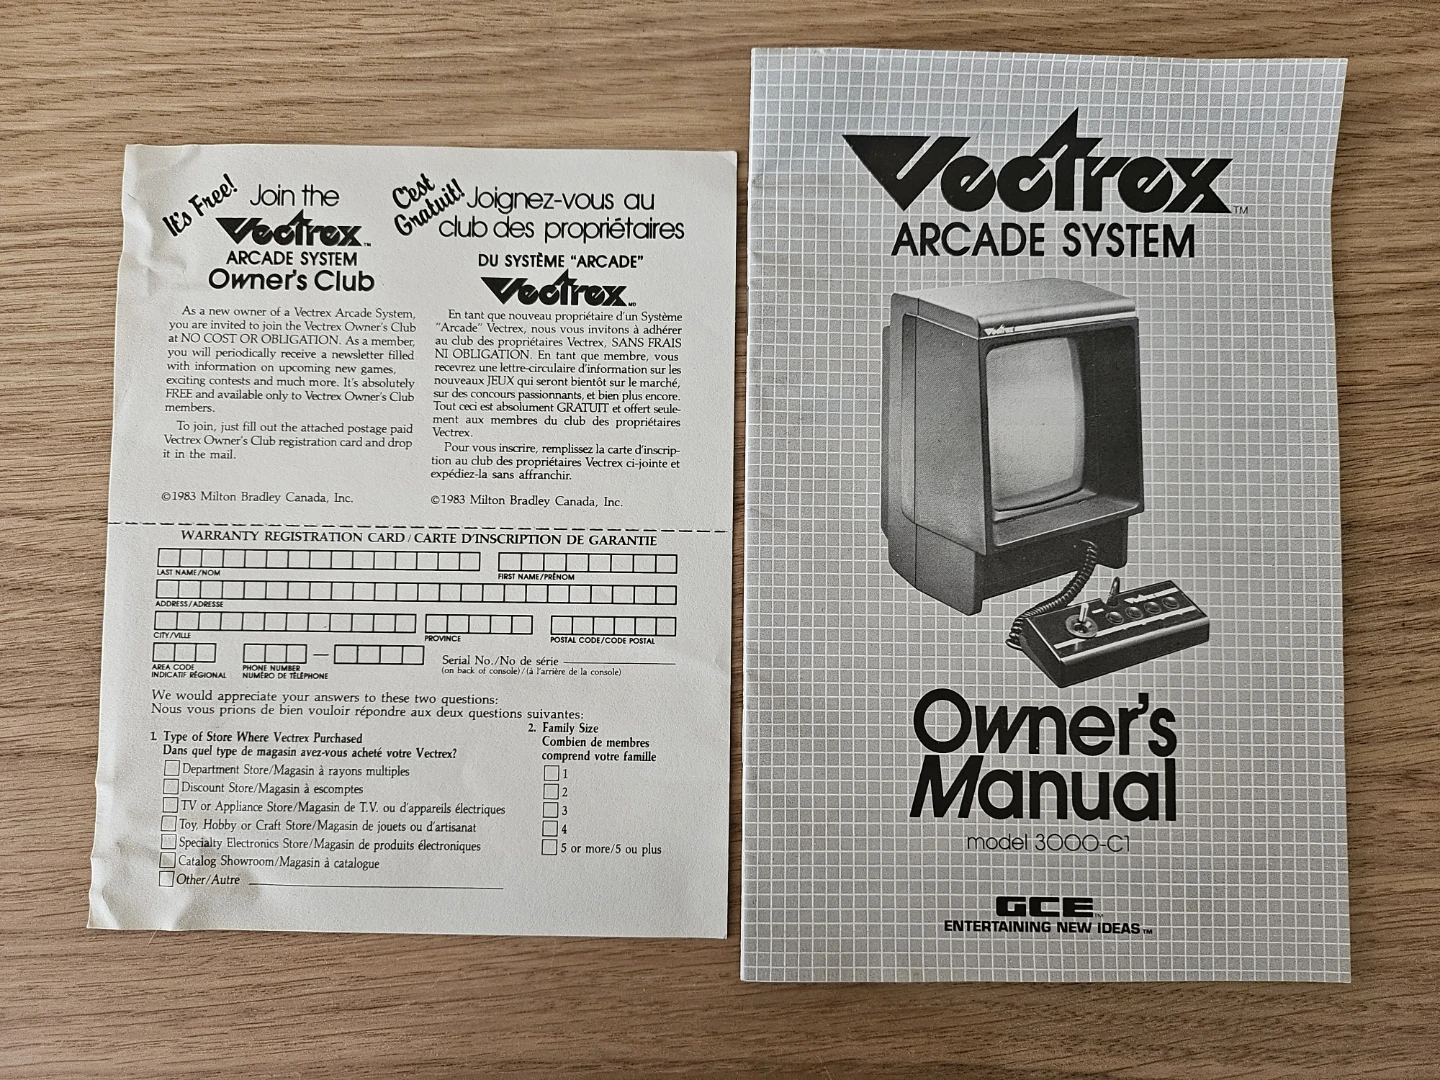 It's Free!
Join the
Vectrex™
ARCADE SYSTEM
Owner's Club
As a new owner of a Vectrex Arcade System,
you are invited to join the Vectrex Owner's Club
at NO COST OR OBLIGATION. As a member,
you will periodically receive a newsletter filled
with information on upcoming new games,
exciting contests and much more. It's absolutely
FREE and available only to Vectrex Owner's Club
members.
To join, just fill out the attached postage paid
Vectrex Owner's Club registration card and drop
it in the mail.
©1983 Milton Bradley Canada, Inc.
C'est
Gratuit!
Joignez-vous au
club des propriétaires
DU SYSTÈME "ARCADE"
Vectrex MD
En tant que nouveau propriétaire d'un Système
"Arcade" Vectrex, nous vous invitons à adhérer
au club des propriétaires Vectrex, SANS FRAIS
NI OBLIGATION. En tant que membre, vous
recevrez une lettre-circulaire d'information sur les
nouveaux JEUX qui seront bientôt sur le marché,
sur des concours passionnants, et bien plus encore.
Tout ceci est absolument GRATUIT et offert seule-
ment aux membres du club des propriétaires
Vectrex.
Pour vous inscrire, remplissez la carte d'inscrip-
tion au club des propriétaires Vectrex ci-jointe et
expédiez-la sans affranchir.
©1983 Milton Bradley Canada, Inc.
WARRANTY REGISTRATION CARD/CARTE D'INSCRIPTION DE GARANTIE
LAST NAME/NOM
FIRST NAME/PRÉNOM
ADDRESS/ADRESSE
CITY/VILLE
PROVINCE
POSTAL CODE/CODE POSTAL
AREA CODE
INDICATIF RÉGIONAL
PHONE NUMBER
NUMÉRO DE TÉLÉPHONE
Serial No./No de série
(on back of console)/(à l'arrière de la console)
We would appreciate your answers to these two questions:
Nous vous prions de bien vouloir répondre aux deux questions suivantes:
1. Type of Store Where Vectrex Purchased
Dans quel type de magasin avez-vous acheté votre Vectrex?
Department Store/Magasin à rayons multiples
Discount Store/Magasin à escomptes
TV or Appliance Store/Magasin de T.V. ou d'appareils électriques
Toy, Hobby or Craft Store/Magasin de jouets ou d'artisanat
Specialty Electronics Store/Magasin de produits électroniques
Catalog Showroom/Magasin à catalogue
Other/Autre
2. Family Size
Combien de membres
comprend votre famille
1
2
3
4
5 or more/5 ou plus
Vectrex™
ARCADE SYSTEM
Vectrex
Owner's
Manual
model 3000-C1
GCE™
ENTERTAINING NEW IDEAS™